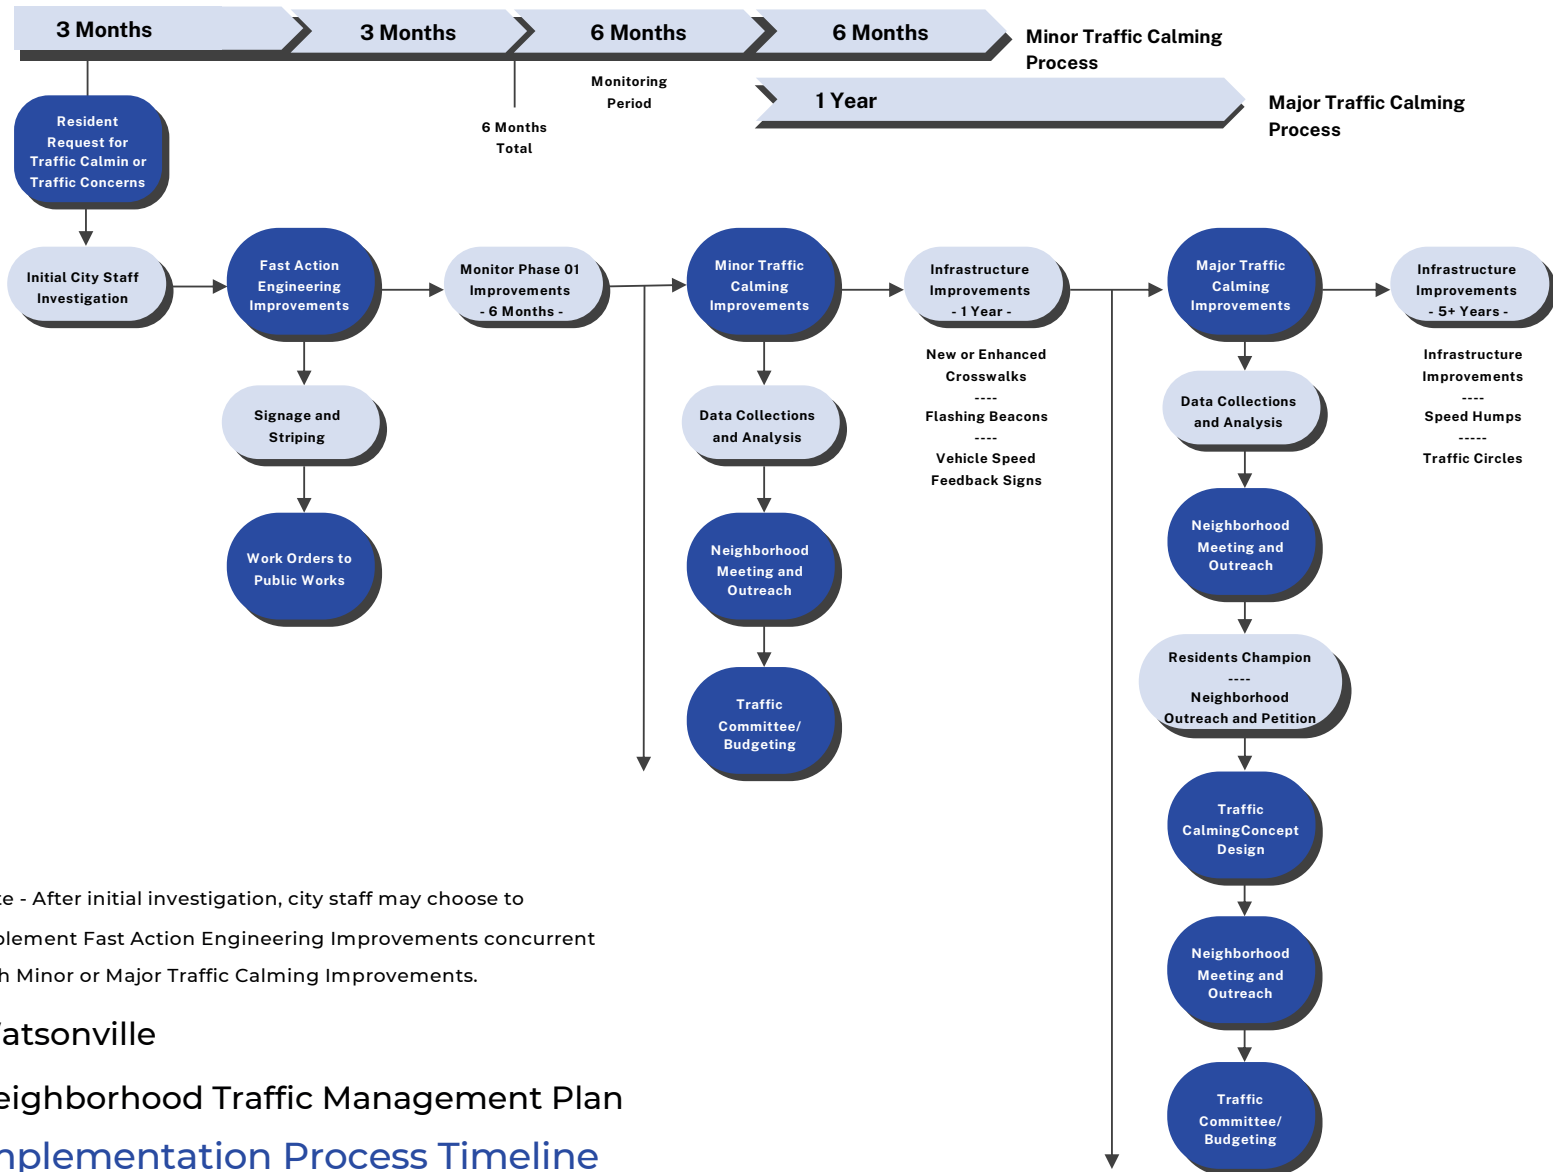 3 Months
3 Months
6 Months
6 Months
Minor Traffic Calming
Process
Monitoring
Period
1 Year
Major Traffic Calming
Process
6 Months
Total
Resident
Request for
Traffic Calmin or
Traffic Concerns
Initial City Staff
Investigation
Fast Action
Engineering
Improvements
Signage and
Striping
Work Orders to
Public Works
Monitor Phase 01
Improvements
- 6 Months -
Minor Traffic
Calming
Improvements
Data Collections
and Analysis
Neighborhood
Meeting and
Outreach
Traffic
Committee/
Budgeting
Infrastructure
Improvements
- 1 Year -
New or Enhanced
Crosswalks
----
Flashing Beacons
----
Vehicle Speed
Feedback Signs
Major Traffic
Calming
Improvements
Data Collections
and Analysis
Neighborhood
Meeting and
Outreach
Residents Champion
----
Neighborhood
Outreach and Petition
Traffic
CalmingConcept
Design
Neighborhood
Meeting and
Outreach
Traffic
Committee/
Budgeting
Infrastructure
Improvements
- 5+ Years -
Infrastructure
Improvements
----
Speed Humps
-----
Traffic Circles
te - After initial investigation, city staff may choose to
plement Fast Action Engineering Improvements concurrent
h Minor or Major Traffic Calming Improvements.
atsonville
eighborhood Traffic Management Plan
mplementation Process Timeline